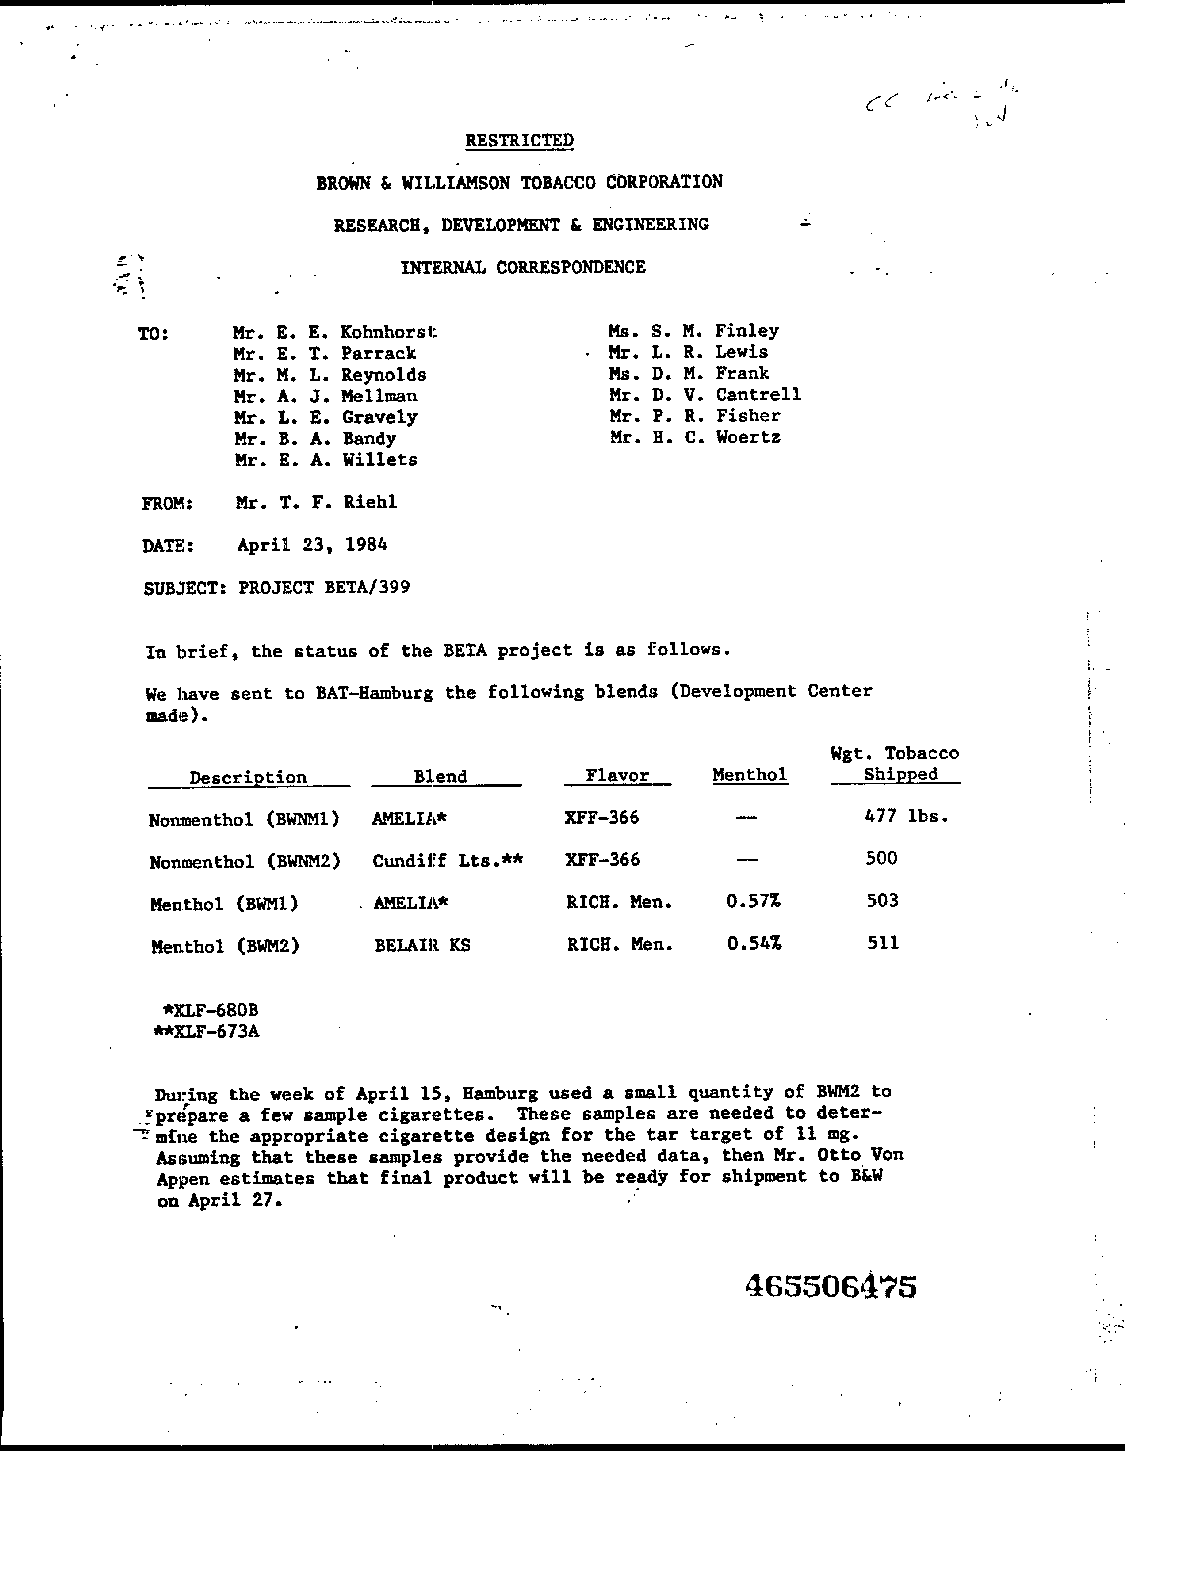 CC
RESTRICTED
BROWN & WILLIAMSON TOBACCO CORPORATION
RESEARCH, DEVELOPMENT & ENGINEERING
INTERNAL CORRESPONDENCE
TO: Mr. E. E. Kohnhorst Ms. S. M. Finley
Mr. E. T. Parrack Mr. L. R. Lewis
Mr. M. L. Reynolds Ms. D. M. Frank
Mr. A. J. Mellman Mr. D. V. Cantrell
Mr. L. E. Gravely Mr. P. R. Fisher
Mr. B. A. Bandy Mr. H. C. Woertz
Mr. E. A. Willets
FROM: Mr. T. F. Riehl
DATE: April 23, 1984
SUBJECT: PROJECT BETA/399
In brief, the status of the BETA project is as follows.
We have sent to BAT-Hamburg the following blends (Development Center
made).
Wgt. Tobacco
Description Blend Flavor Menthol Shipped
Nonmenthol (BWNM1) AMELIA* XFF-366 — 477 lbs.
Nonmenthol (BWNM2) Cundiff Lts.** XFF-366 — 500
Menthol (BWM1) AMELIA* RICH. Men. 0.57% 503
Menthol (BWM2) BELAIR KS RICH. Men. 0.54% 511
*XLF-680B
**XLF-673A
During the week of April 15, Hamburg used a small quantity of BWM2 to
prepare a few sample cigarettes. These samples are needed to deter-
mine the appropriate cigarette design for the tar target of 11 mg.
Assuming that these samples provide the needed data, then Mr. Otto Von
Appen estimates that final product will be ready for shipment to B&W
on April 27.
465506475